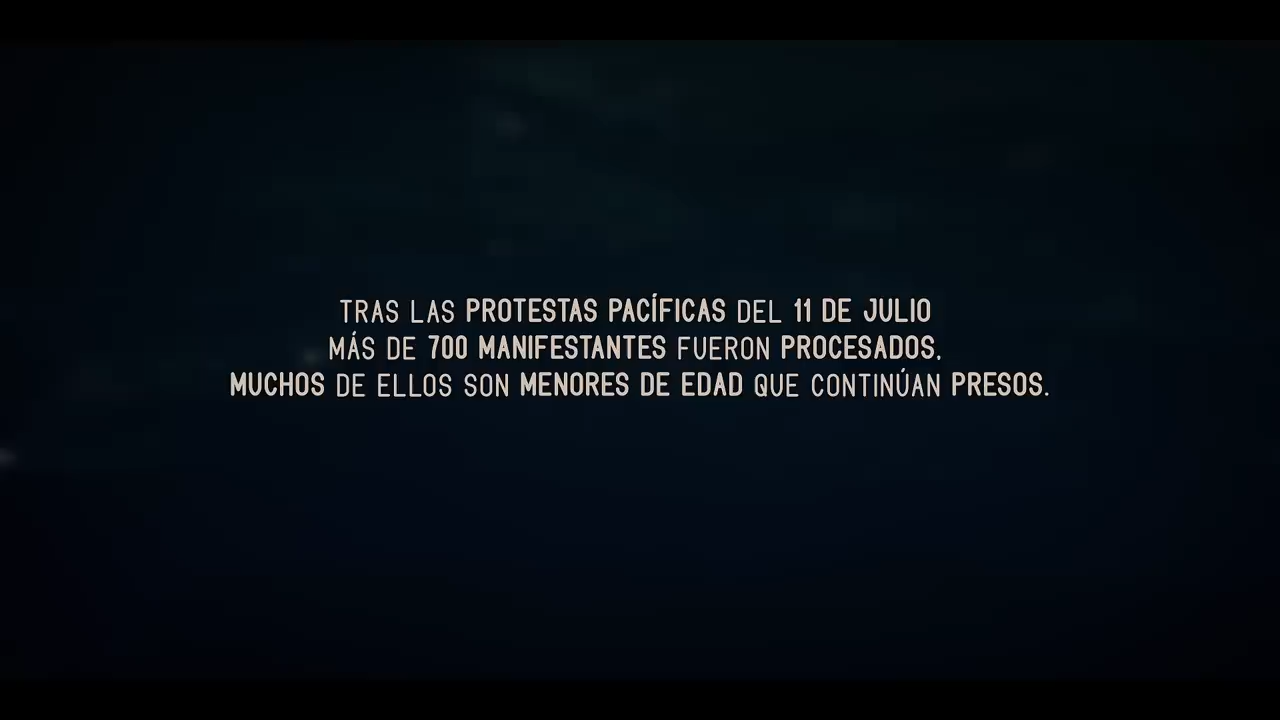 TRAS LAS PROTESTAS PACÍFICAS DEL 11 DE JULIO
MÁS DE 700 MANIFESTANTES FUERON PROCESADOS,
MUCHOS DE ELLOS SON MENORES DE EDAD QUE CONTINÚAN PRESOS.